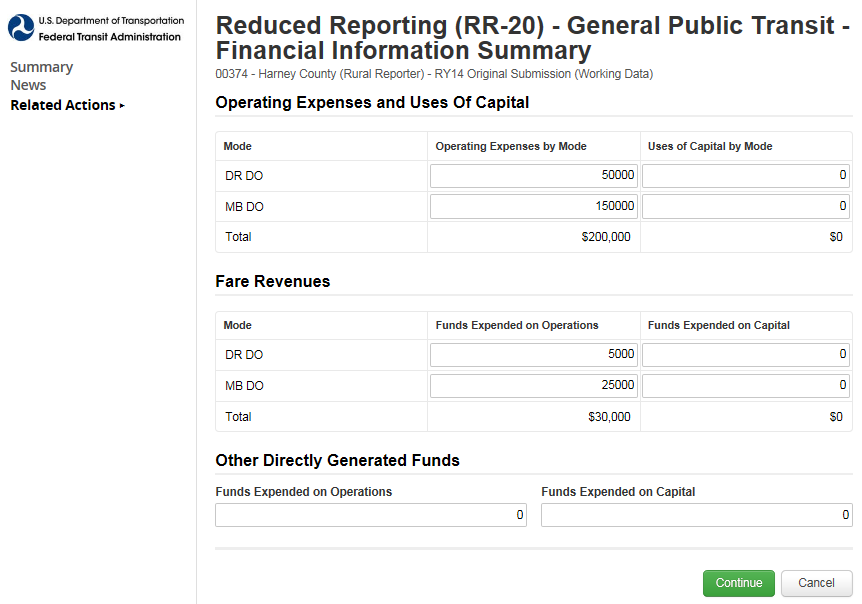 U.S. Department of Transportation
Federal Transit Administration
Summary
News
Related Actions ▸
Reduced Reporting (RR-20) - General Public Transit -
Financial Information Summary
00374 - Harney County (Rural Reporter) - RY14 Original Submission (Working Data)
Operating Expenses and Uses Of Capital
Mode Operating Expenses by Mode Uses of Capital by Mode
DR DO 50000 0
MB DO 150000 0
Total $200,000 $0
Fare Revenues
Mode Funds Expended on Operations Funds Expended on Capital
DR DO 5000 0
MB DO 25000 0
Total $30,000 $0
Other Directly Generated Funds
Funds Expended on Operations Funds Expended on Capital
0 0
Continue Cancel